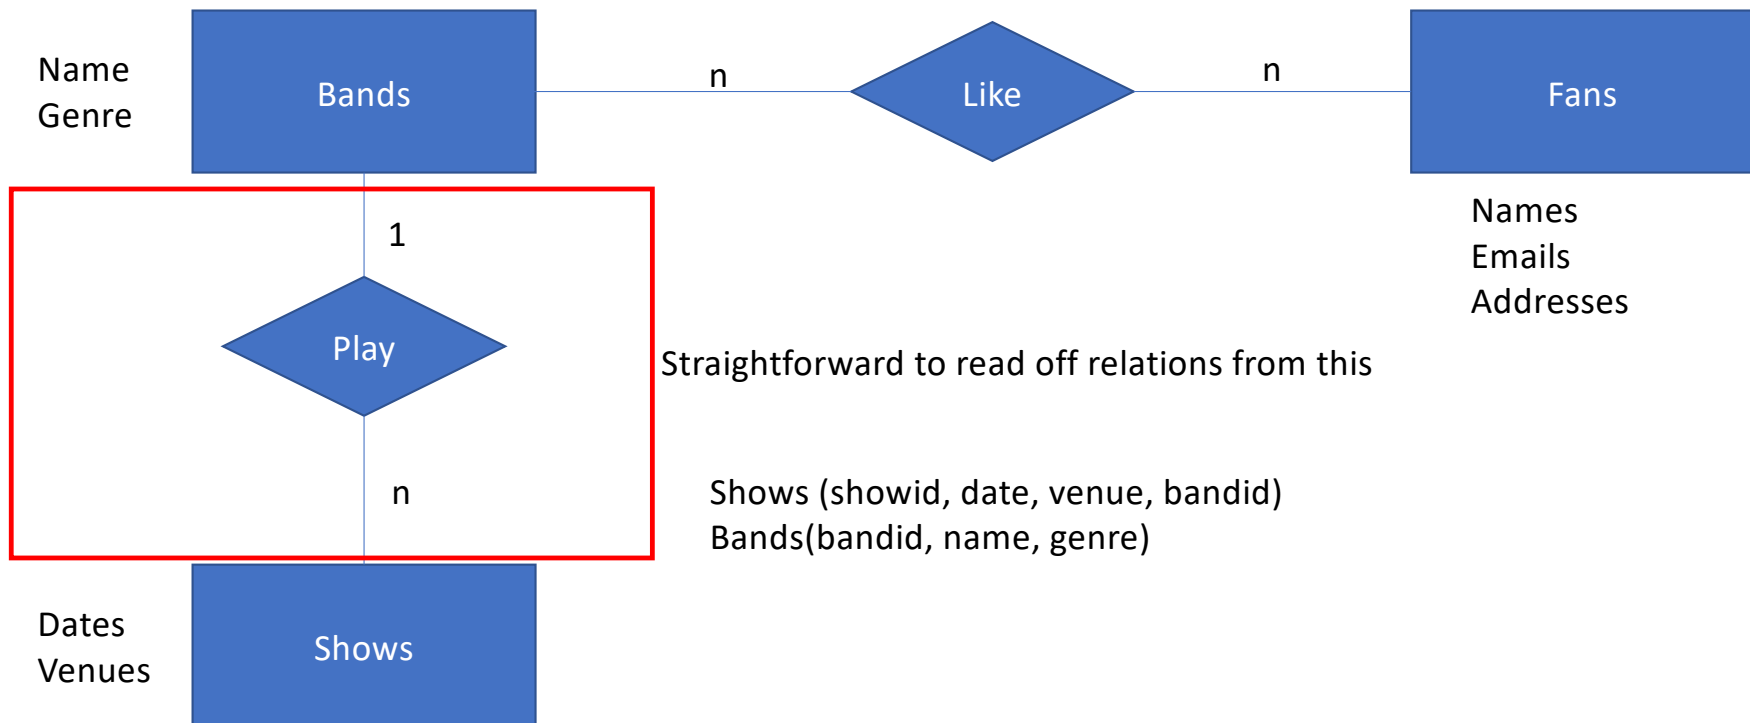 Name
Genre
Bands
n
Like
n
Fans
Names
Emails
Addresses
1
Play
Straightforward to read off relations from this
n
Shows (showid, date, venue, bandid)
Bands(bandid, name, genre)
Dates
Venues
Shows